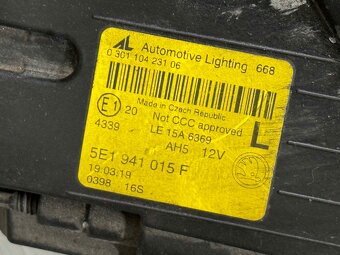 AL Automotive Lighting 668
0 301 104 231 06
Made in Czech Republic
E1 20 Not CCC approved L
4339 LE 15A 6369
AH5 12V
5E1 941 015 F
19.03.19
0398 16S